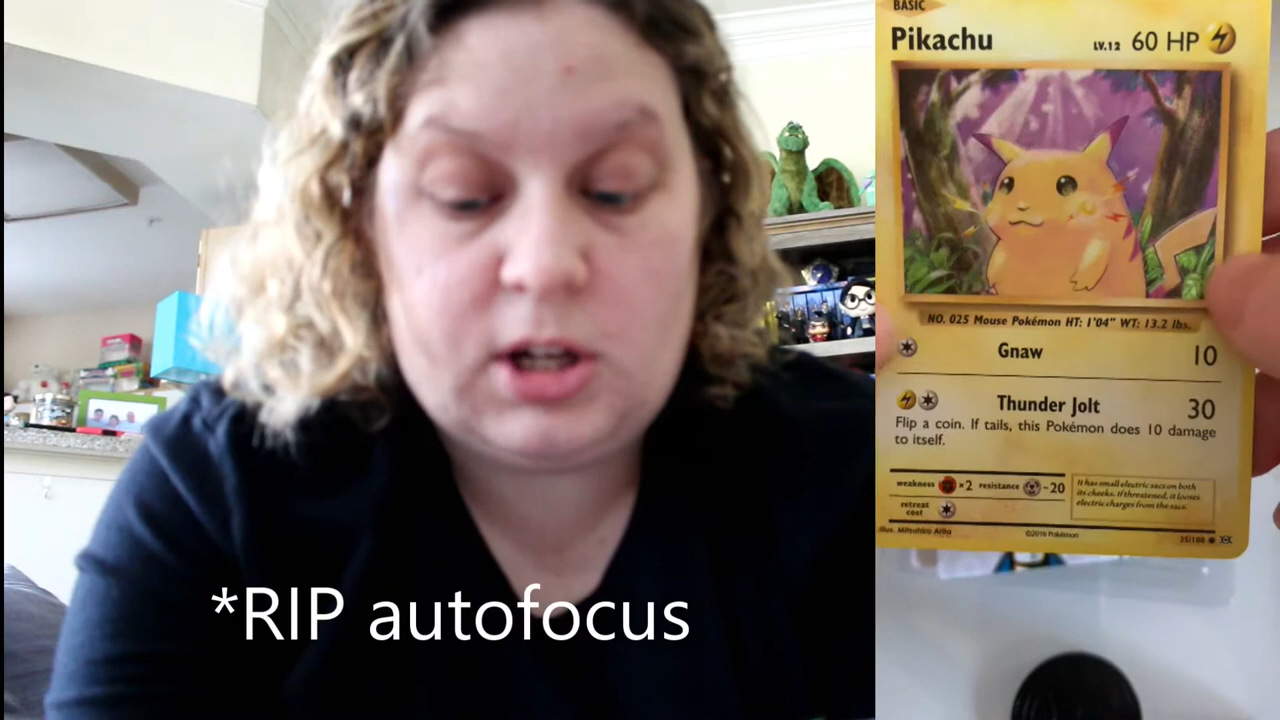 *RIP autofocus
BASIC
Pikachu LV.12 60 HP
NO. 025 Mouse Pokémon HT: 1'04" WT: 13.2 lbs.
Gnaw 10
Thunder Jolt 30
Flip a coin. If tails, this Pokémon does 10 damage
to itself.
weakness ×2 resistance -20
It has small electric sacs on both
its cheeks. If threatened, it looses
electric charges from the sacs.
retreat
cost
Illus. Mitsuhiro Arita ©2016 Pokémon 35/108